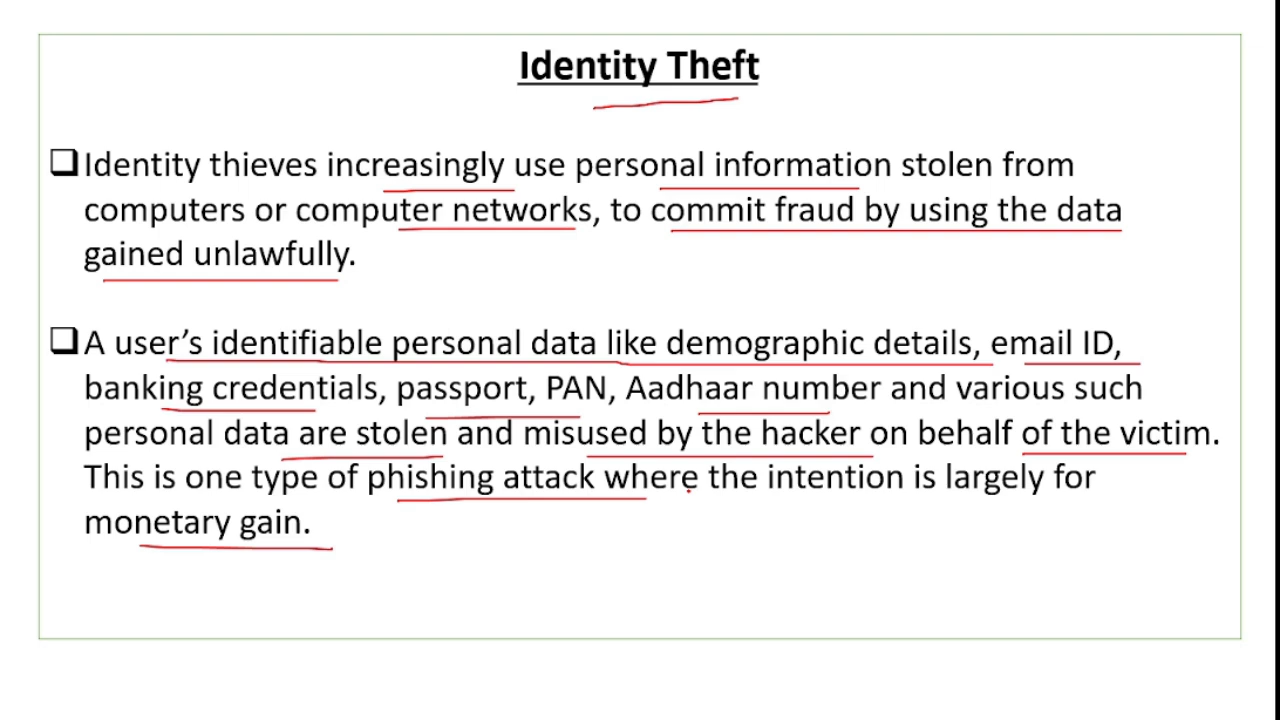 Identity Theft
❑Identity thieves increasingly use personal information stolen from
computers or computer networks, to commit fraud by using the data
gained unlawfully.
❑A user’s identifiable personal data like demographic details, email ID,
banking credentials, passport, PAN, Aadhaar number and various such
personal data are stolen and misused by the hacker on behalf of the victim.
This is one type of phishing attack where the intention is largely for
monetary gain.